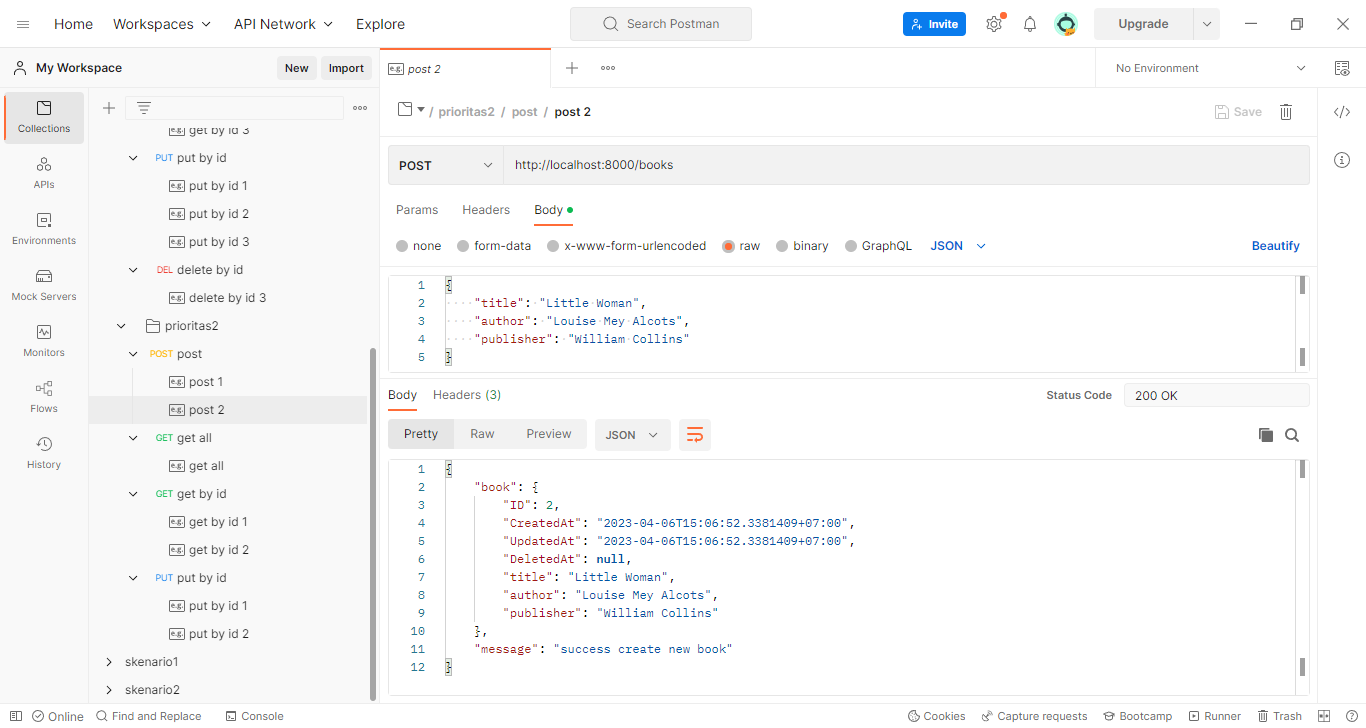 Home Workspaces API Network Explore Search Postman Invite Upgrade
My Workspace New Import
e.g. post 2 No Environment
prioritas2 / post / post 2 Save
Collections
APIs
Environments
Mock Servers
Monitors
Flows
History
e.g. get by id 3
PUT put by id
e.g. put by id 1
e.g. put by id 2
e.g. put by id 3
DEL delete by id
e.g. delete by id 3
prioritas2
POST post
e.g. post 1
e.g. post 2
GET get all
e.g. get all
GET get by id
e.g. get by id 1
e.g. get by id 2
PUT put by id
e.g. put by id 1
e.g. put by id 2
skenario1
skenario2
POST http://localhost:8000/books
Params Headers Body
none form-data x-www-form-urlencoded raw binary GraphQL JSON Beautify
1 {
2 "title": "Little Woman",
3 "author": "Louise Mey Alcots",
4 "publisher": "William Collins"
5 }
Body Headers (3) Status Code 200 OK
Pretty Raw Preview JSON
1 {
2 "book": {
3 "ID": 2,
4 "CreatedAt": "2023-04-06T15:06:52.3381409+07:00",
5 "UpdatedAt": "2023-04-06T15:06:52.3381409+07:00",
6 "DeletedAt": null,
7 "title": "Little Woman",
8 "author": "Louise Mey Alcots",
9 "publisher": "William Collins"
10 },
11 "message": "success create new book"
12 }
Online Find and Replace Console Cookies Capture requests Bootcamp Runner Trash